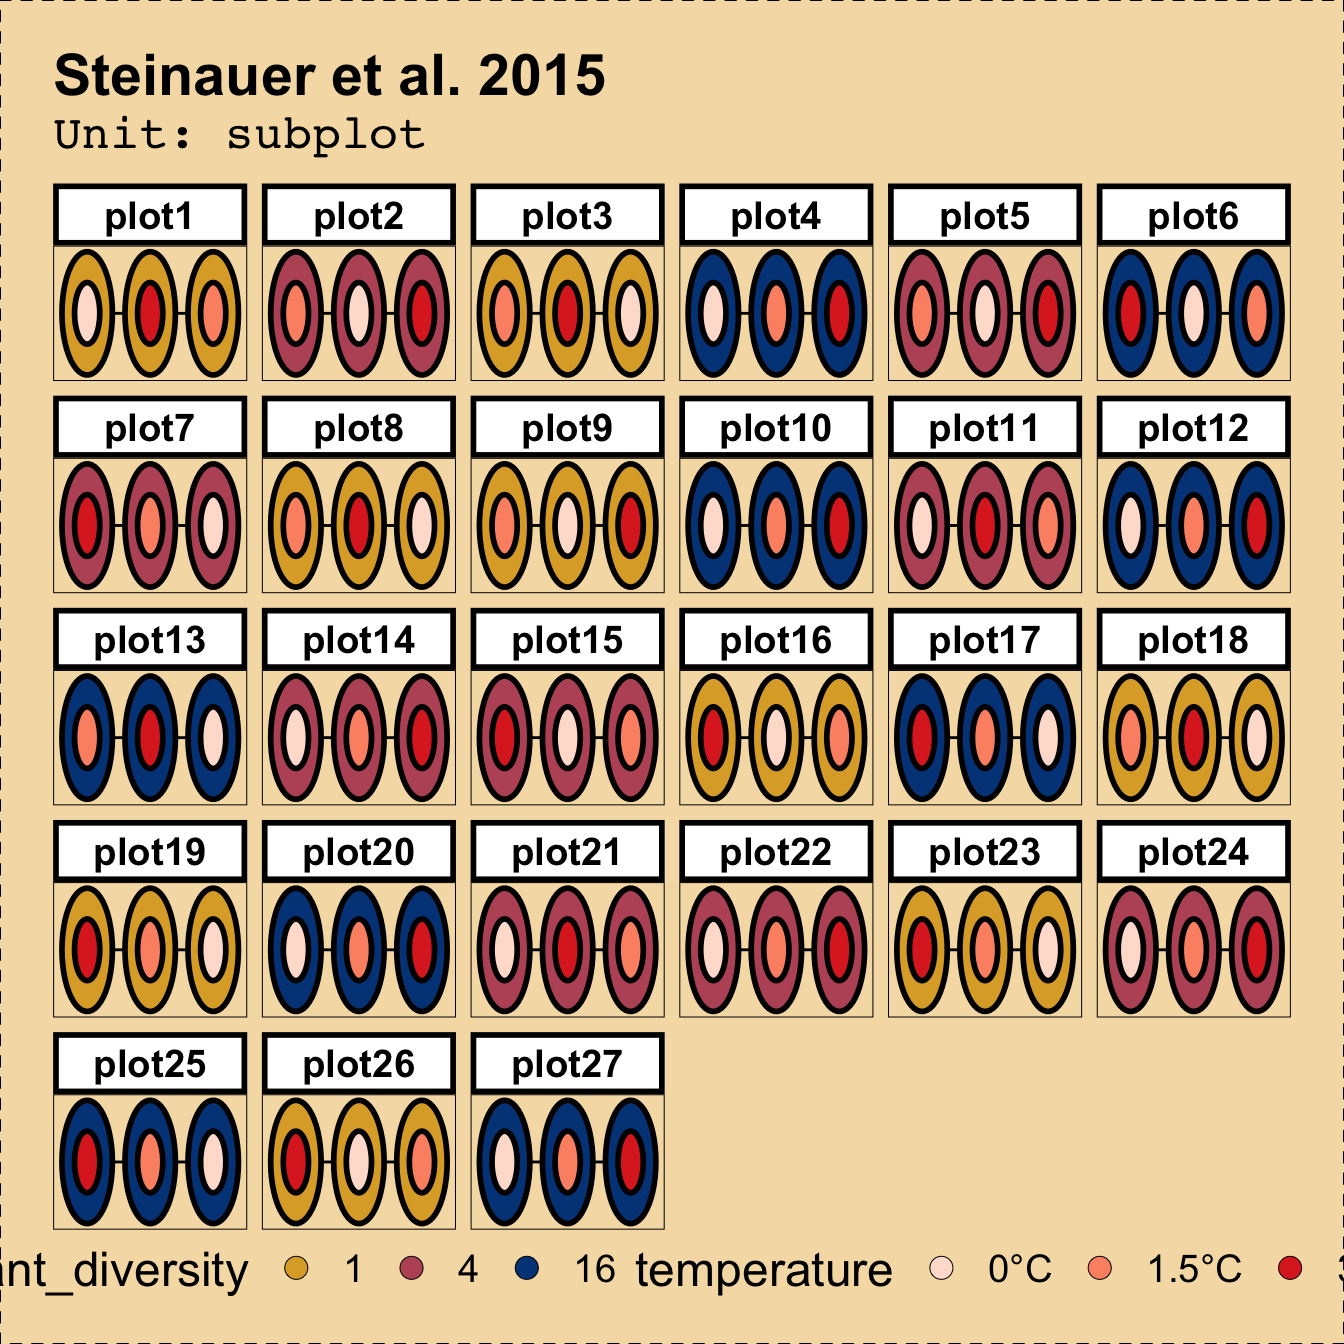 Steinauer et al. 2015
Unit: subplot
plot1 plot2 plot3 plot4 plot5 plot6
plot7 plot8 plot9 plot10 plot11 plot12
plot13 plot14 plot15 plot16 plot17 plot18
plot19 plot20 plot21 plot22 plot23 plot24
plot25 plot26 plot27
ant_diversity 1 4 16 temperature 0°C 1.5°C